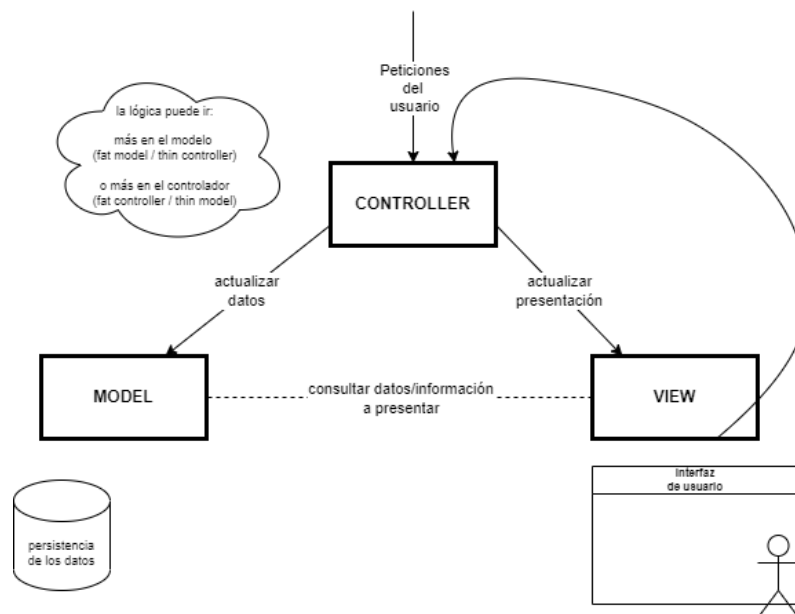 Peticiones
del
usuario
la lógica puede ir:
más en el modelo
(fat model / thin controller)
o más en el controlador
(fat controller / thin model)
CONTROLLER
actualizar
datos
actualizar
presentación
MODEL
consultar datos/información
a presentar
VIEW
Interfaz
de usuario
persistencia
de los datos